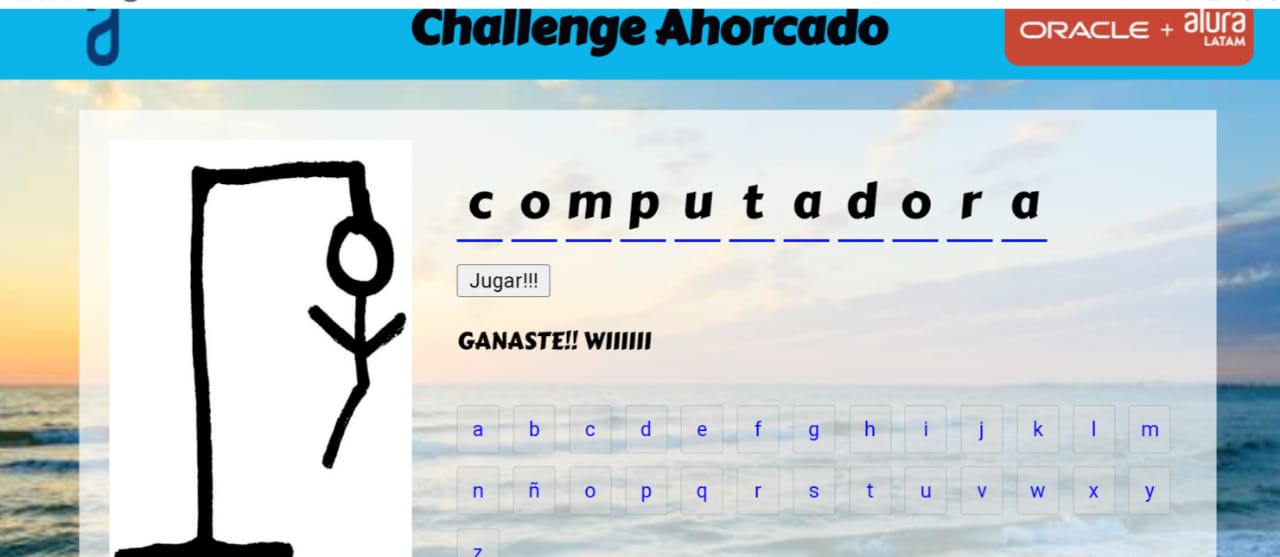 Challenge Ahorcado
ORACLE + alura
LATAM
c o m p u t a d o r a
Jugar!!!
GANASTE!! WIIIIII
a b c d e f g h i j k l m
n ñ o p q r s t u v w x y
z